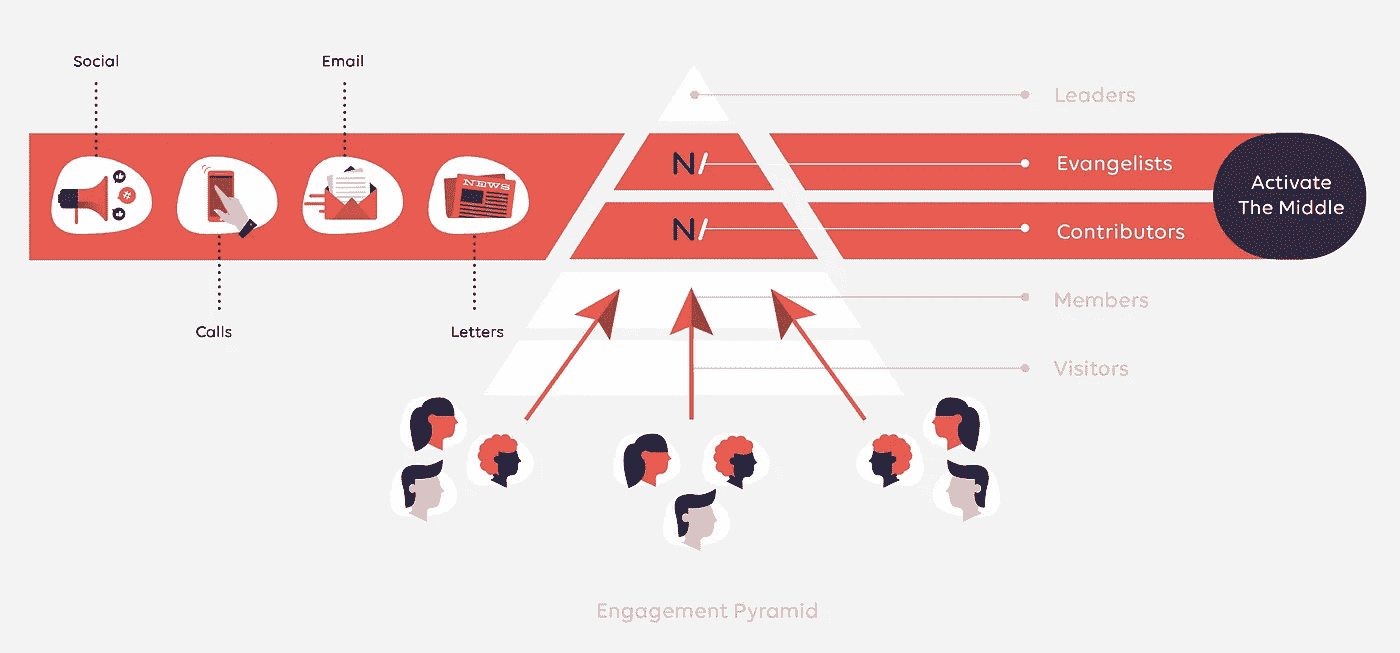 Social
Email
Leaders
NEWS
N/
Evangelists
Activate
The Middle
N/
Contributors
Members
Calls
Letters
Visitors
Engagement Pyramid